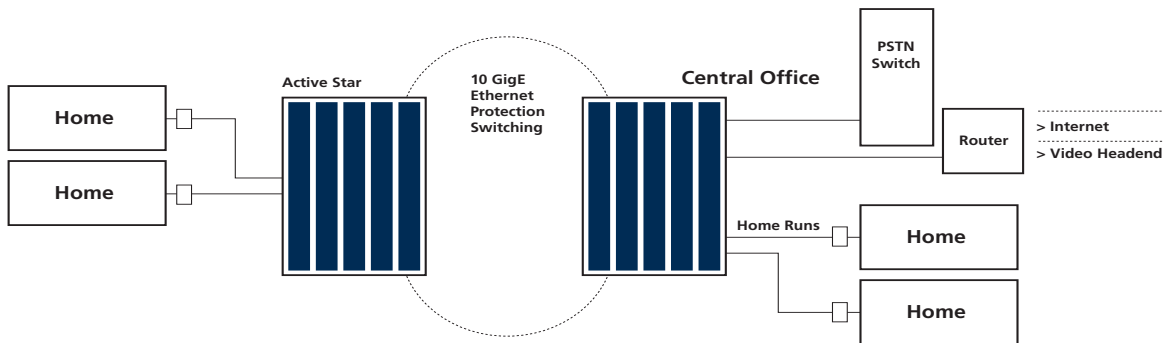 PSTN
Switch
Active Star
10 GigE
Ethernet
Protection
Switching
Central Office
Home
Home
> Internet
Router
> Video Headend
Home Runs
Home
Home